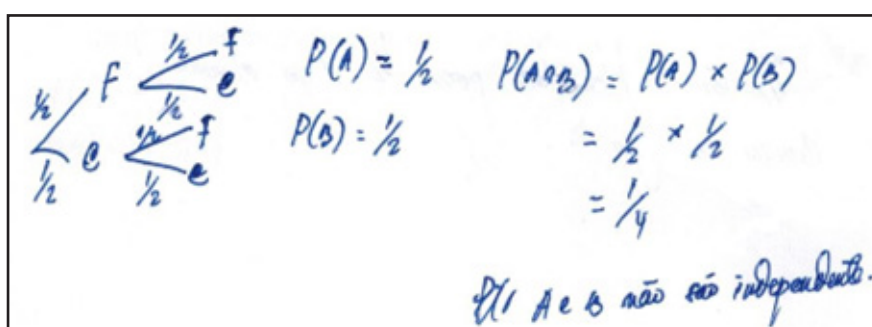 1/2 F 1/2 f
1/2 e
1/2 e 1/2 f
1/2 e
P(A) = 1/2
P(B) = 1/2
P(A∩B) = P(A) × P(B)
= 1/2 × 1/2
= 1/4
A e B não são independentes.